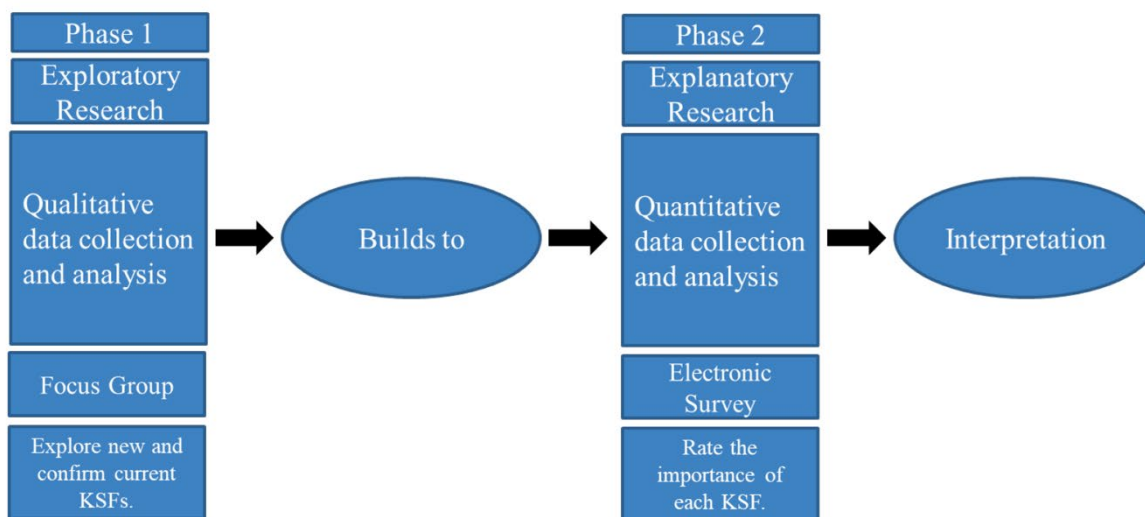 Phase 1
Exploratory
Research
Qualitative
data collection
and analysis
Focus Group
Explore new and
confirm current
KSFs.
Builds to
Phase 2
Explanatory
Research
Quantitative
data collection
and analysis
Electronic
Survey
Rate the
importance of
each KSF.
Interpretation